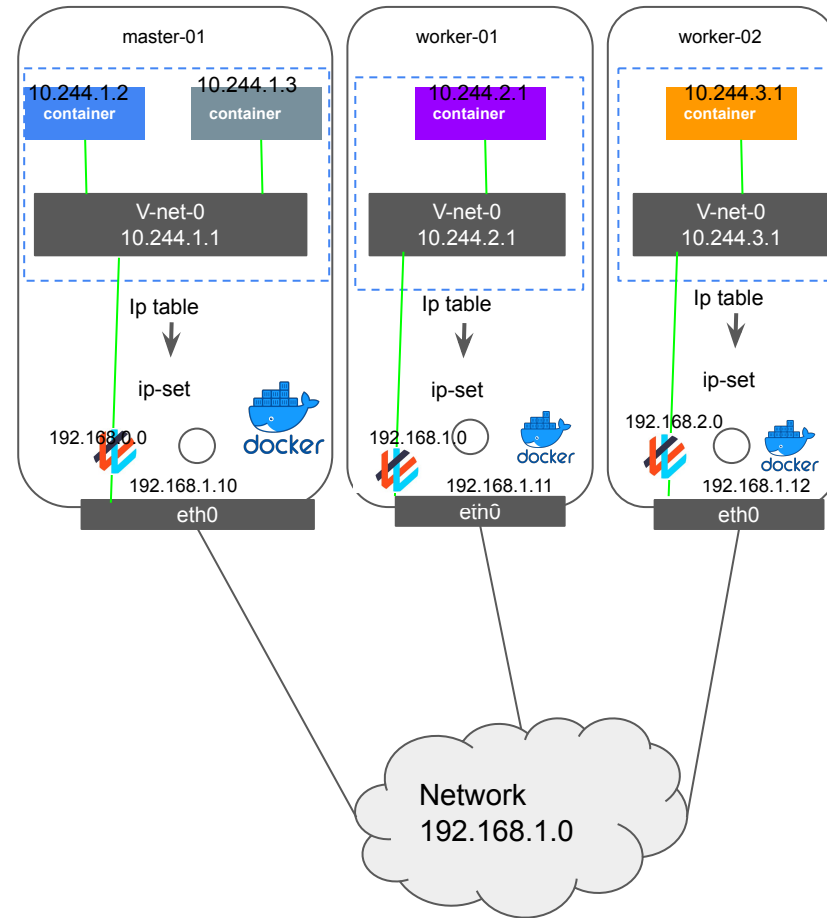 master-01
10.244.1.2
container
10.244.1.3
container
V-net-0
10.244.1.1
Ip table
ip-set
192.168.0.0
docker
192.168.1.10
eth0
worker-01
10.244.2.1
container
V-net-0
10.244.2.1
Ip table
ip-set
192.168.1.0
docker
192.168.1.11
eth0
worker-02
10.244.3.1
container
V-net-0
10.244.3.1
Ip table
ip-set
192.168.2.0
docker
192.168.1.12
eth0
Network
192.168.1.0